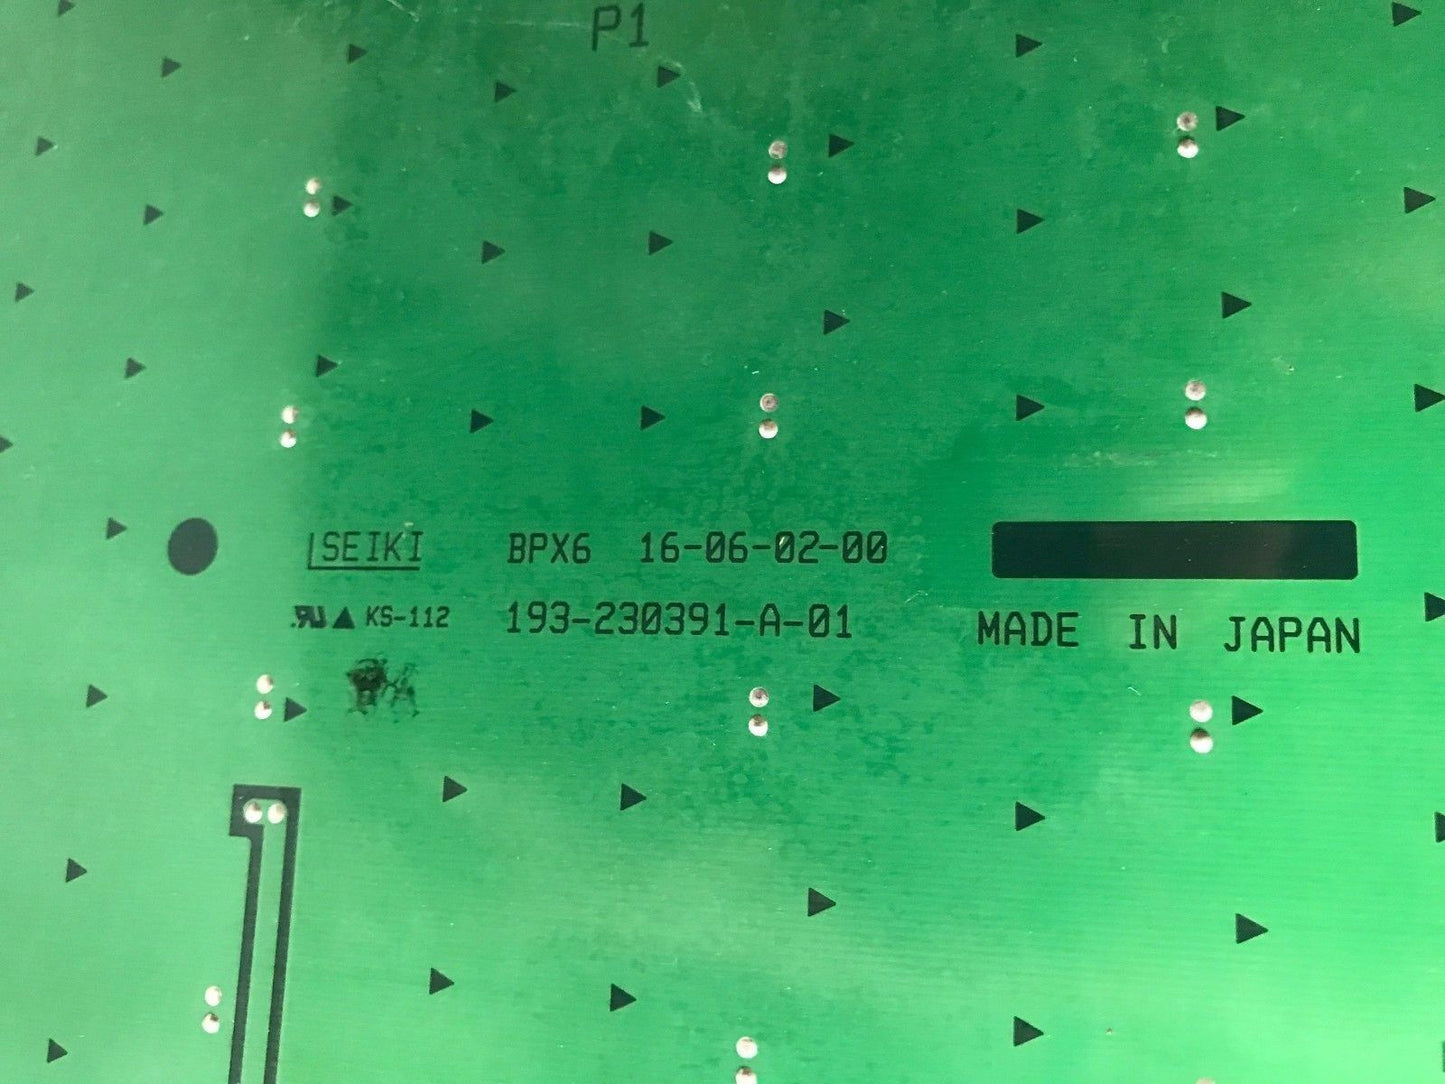 P1
SEIKI BPX6 16-06-02-00
KS-112 193-230391-A-01
MADE IN JAPAN